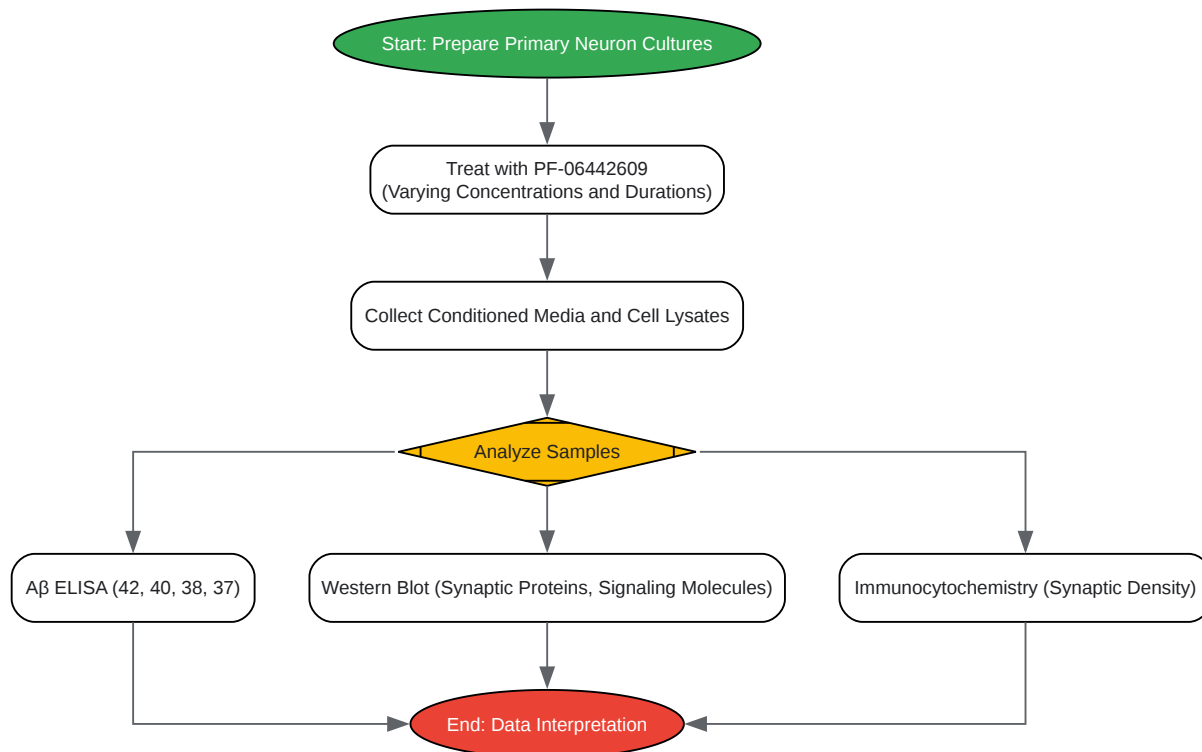 Start: Prepare Primary Neuron Cultures
Treat with PF-06442609
(Varying Concentrations and Durations)
Collect Conditioned Media and Cell Lysates
Analyze Samples
Aβ ELISA (42, 40, 38, 37)
Western Blot (Synaptic Proteins, Signaling Molecules)
Immunocytochemistry (Synaptic Density)
End: Data Interpretation